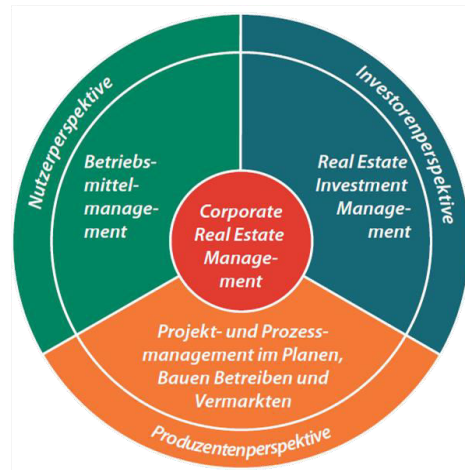 Nutzerperspektive
Investorenperspektive
Betriebs-
mittel-
manage-
ment
Real Estate
Investment
Manage-
ment
Corporate
Real Estate
Manage-
ment
Projekt- und Prozess-
management im Planen,
Bauen Betreiben und
Vermarkten
Produzentenperspektive